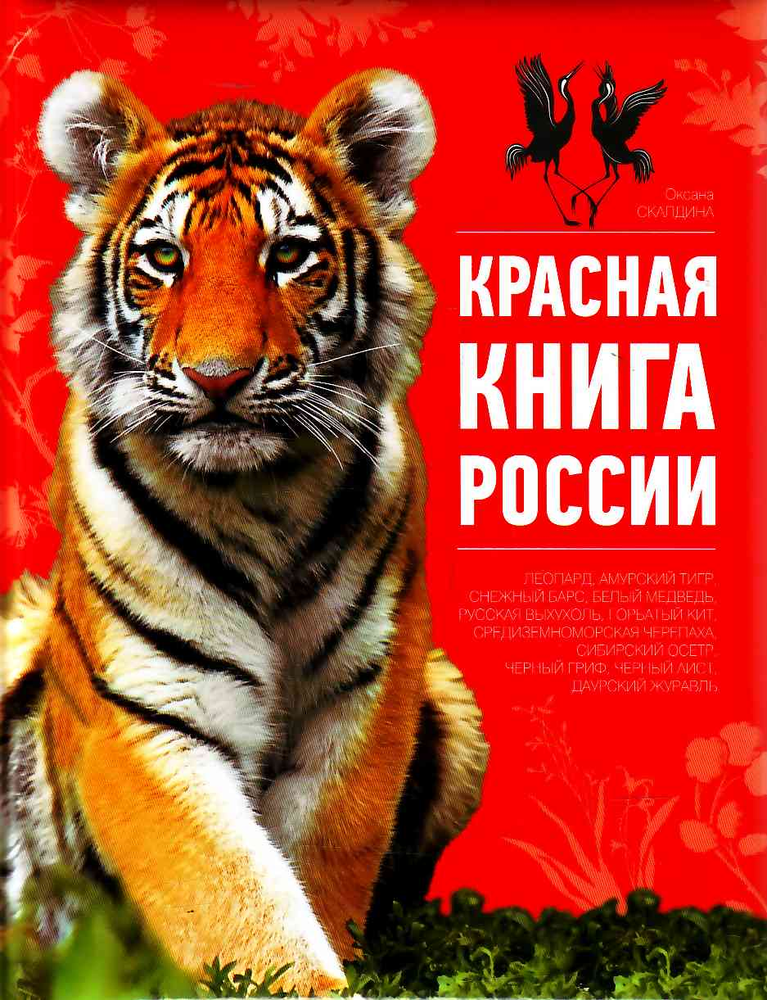 Оксана
СКАЛДИНА
КРАСНАЯ
КНИГА
РОССИИ
ЛЕОПАРД, АМУРСКИЙ ТИГР,
СНЕЖНЫЙ БАРС, БЕЛЫЙ МЕДВЕДЬ,
РУССКАЯ ВЫХУХОЛЬ, ГОРБАТЫЙ КИТ,
СРЕДИЗЕМНОМОРСКАЯ ЧЕРЕПАХА,
СИБИРСКИЙ ОСЕТР,
ЧЕРНЫЙ ГРИФ, ЧЕРНЫЙ АИСТ,
ДАУРСКИЙ ЖУРАВЛЬ